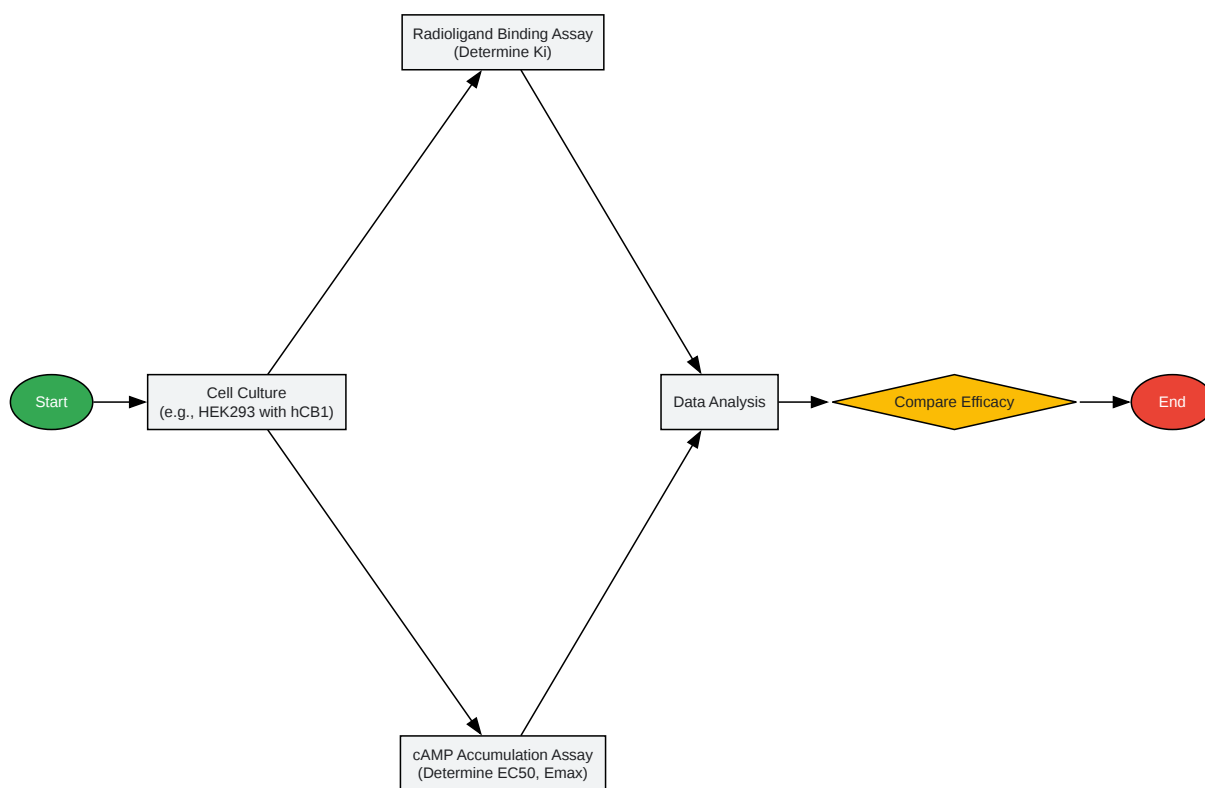 Radioligand Binding Assay
(Determine Ki)
Start
Cell Culture
(e.g., HEK293 with hCB1)
Data Analysis
Compare Efficacy
End
cAMP Accumulation Assay
(Determine EC50, Emax)